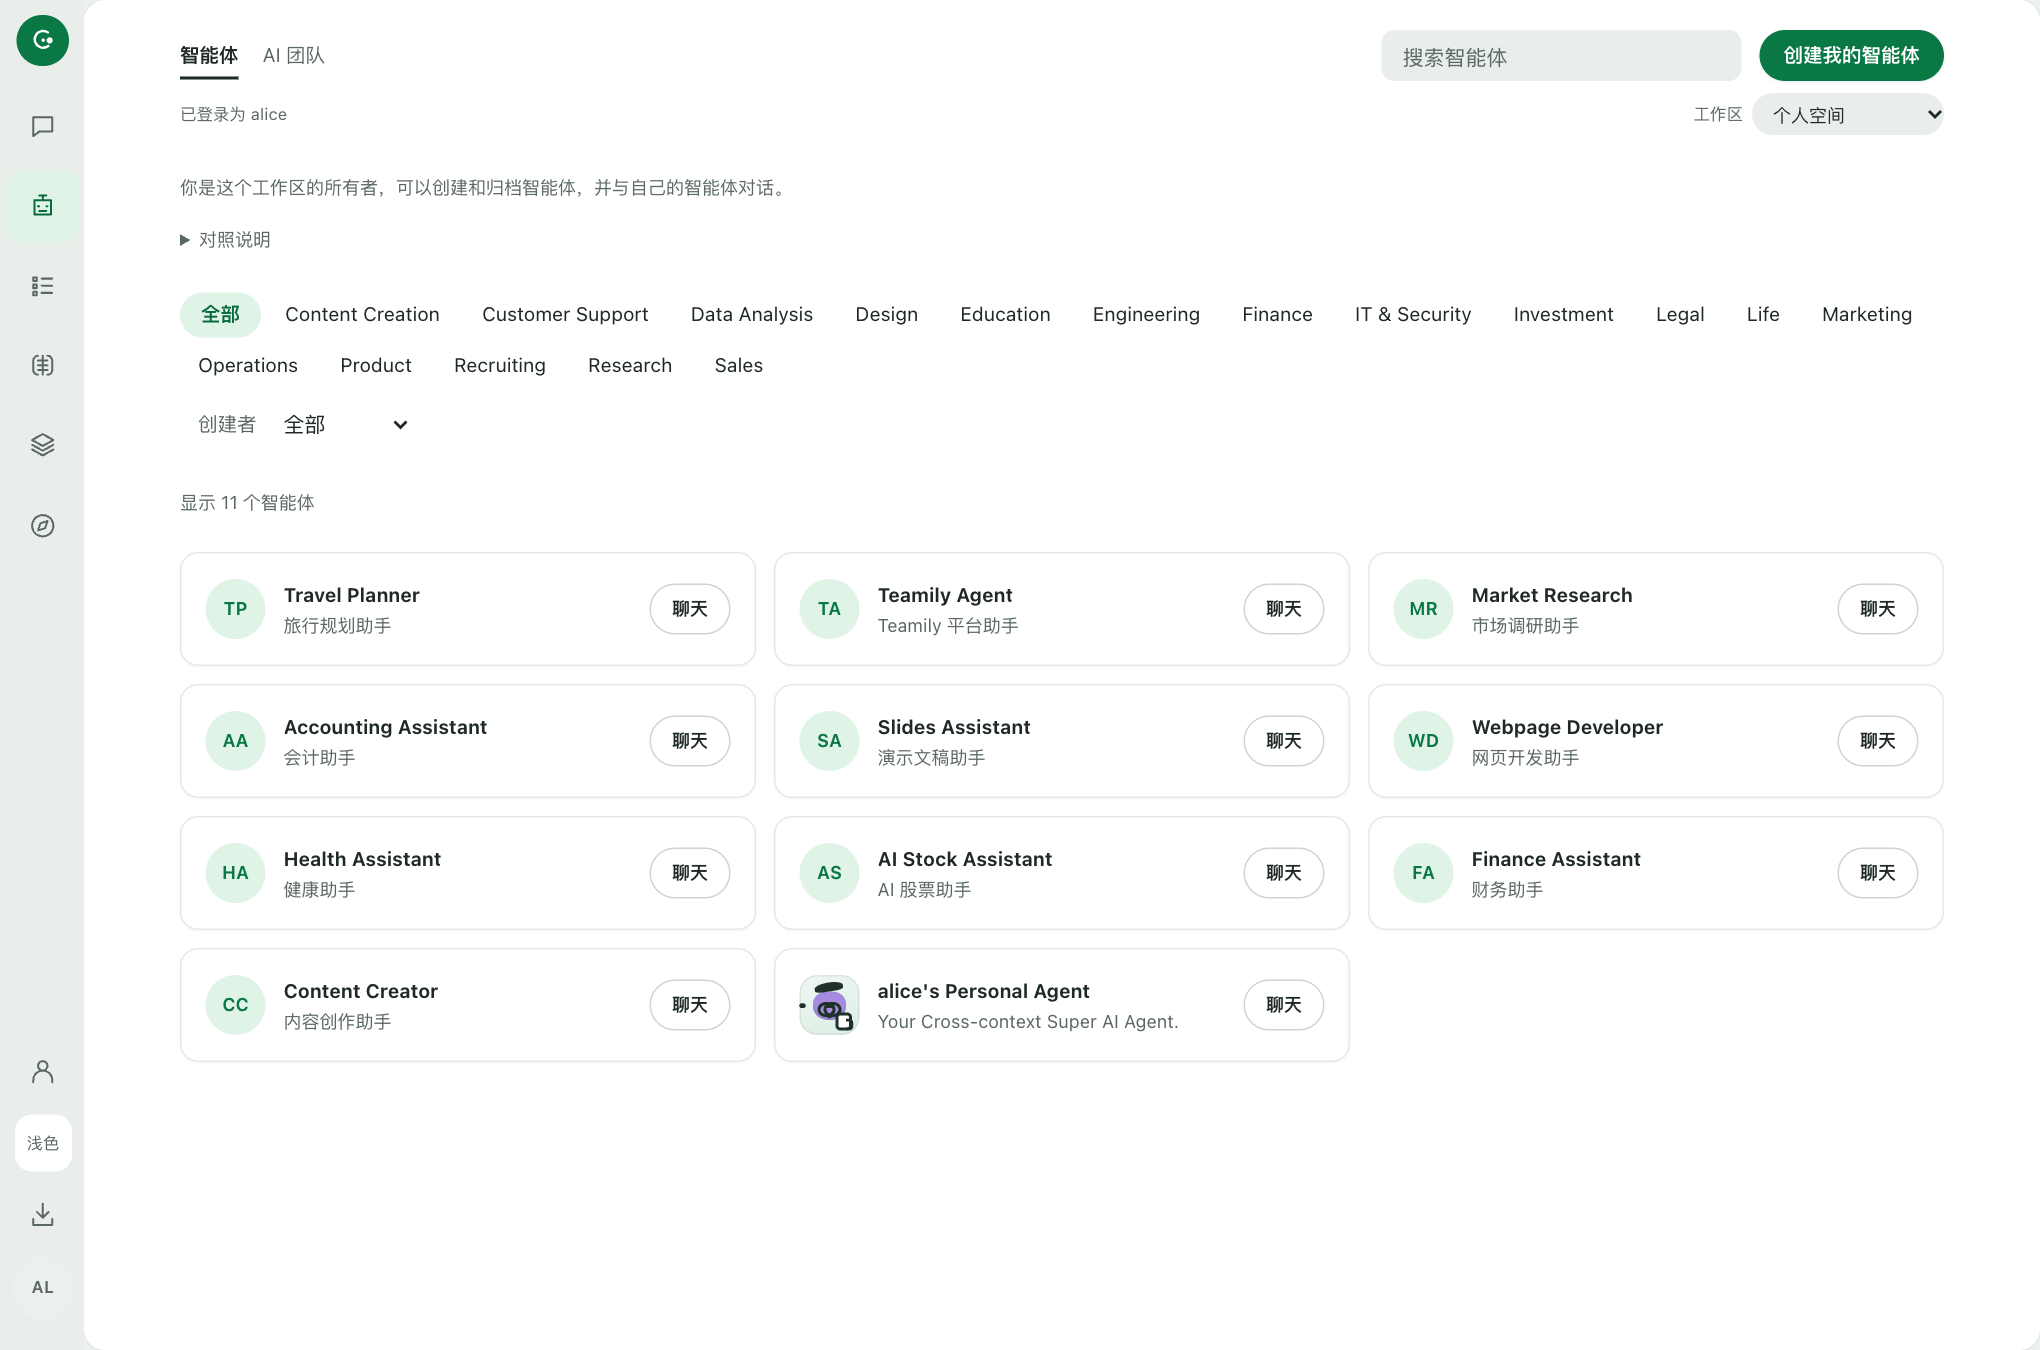 智能体 AI 团队
搜索智能体
创建我的智能体
已登录为 alice
工作区 个人空间
你是这个工作区的所有者，可以创建和归档智能体，并与自己的智能体对话。
对照说明
全部 Content Creation Customer Support Data Analysis Design Education Engineering Finance IT & Security Investment Legal Life Marketing
Operations Product Recruiting Research Sales
创建者 全部
显示 11 个智能体
TP Travel Planner 聊天
旅行规划助手
TA Teamily Agent 聊天
Teamily 平台助手
MR Market Research 聊天
市场调研助手
AA Accounting Assistant 聊天
会计助手
SA Slides Assistant 聊天
演示文稿助手
WD Webpage Developer 聊天
网页开发助手
HA Health Assistant 聊天
健康助手
AS AI Stock Assistant 聊天
AI 股票助手
FA Finance Assistant 聊天
财务助手
CC Content Creator 聊天
内容创作助手
alice's Personal Agent 聊天
Your Cross-context Super AI Agent.
浅色
AL